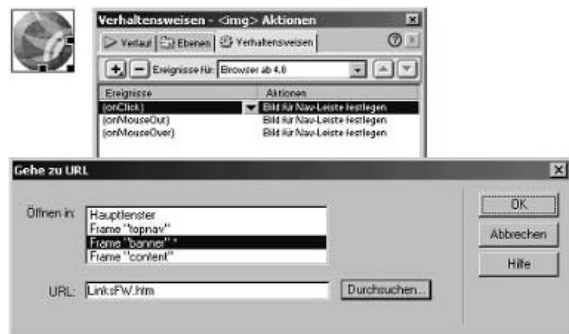 Verhaltensweisen - <img> Aktionen
Verlauf Ebenen Verhaltensweisen
Ereignisse für: Browser ab 4.0
Ereignisse Aktionen
(onClick) Bild für Nav-Leiste festlegen
(onMouseOut) Bild für Nav-Leiste festlegen
(onMouseOver) Bild für Nav-Leiste festlegen
Gehe zu URL
Öffnen in: Hauptfenster
Frame "topnav"
Frame "banner" *
Frame "content"
URL: LinksFW.htm Durchsuchen...
OK
Abbrechen
Hilfe